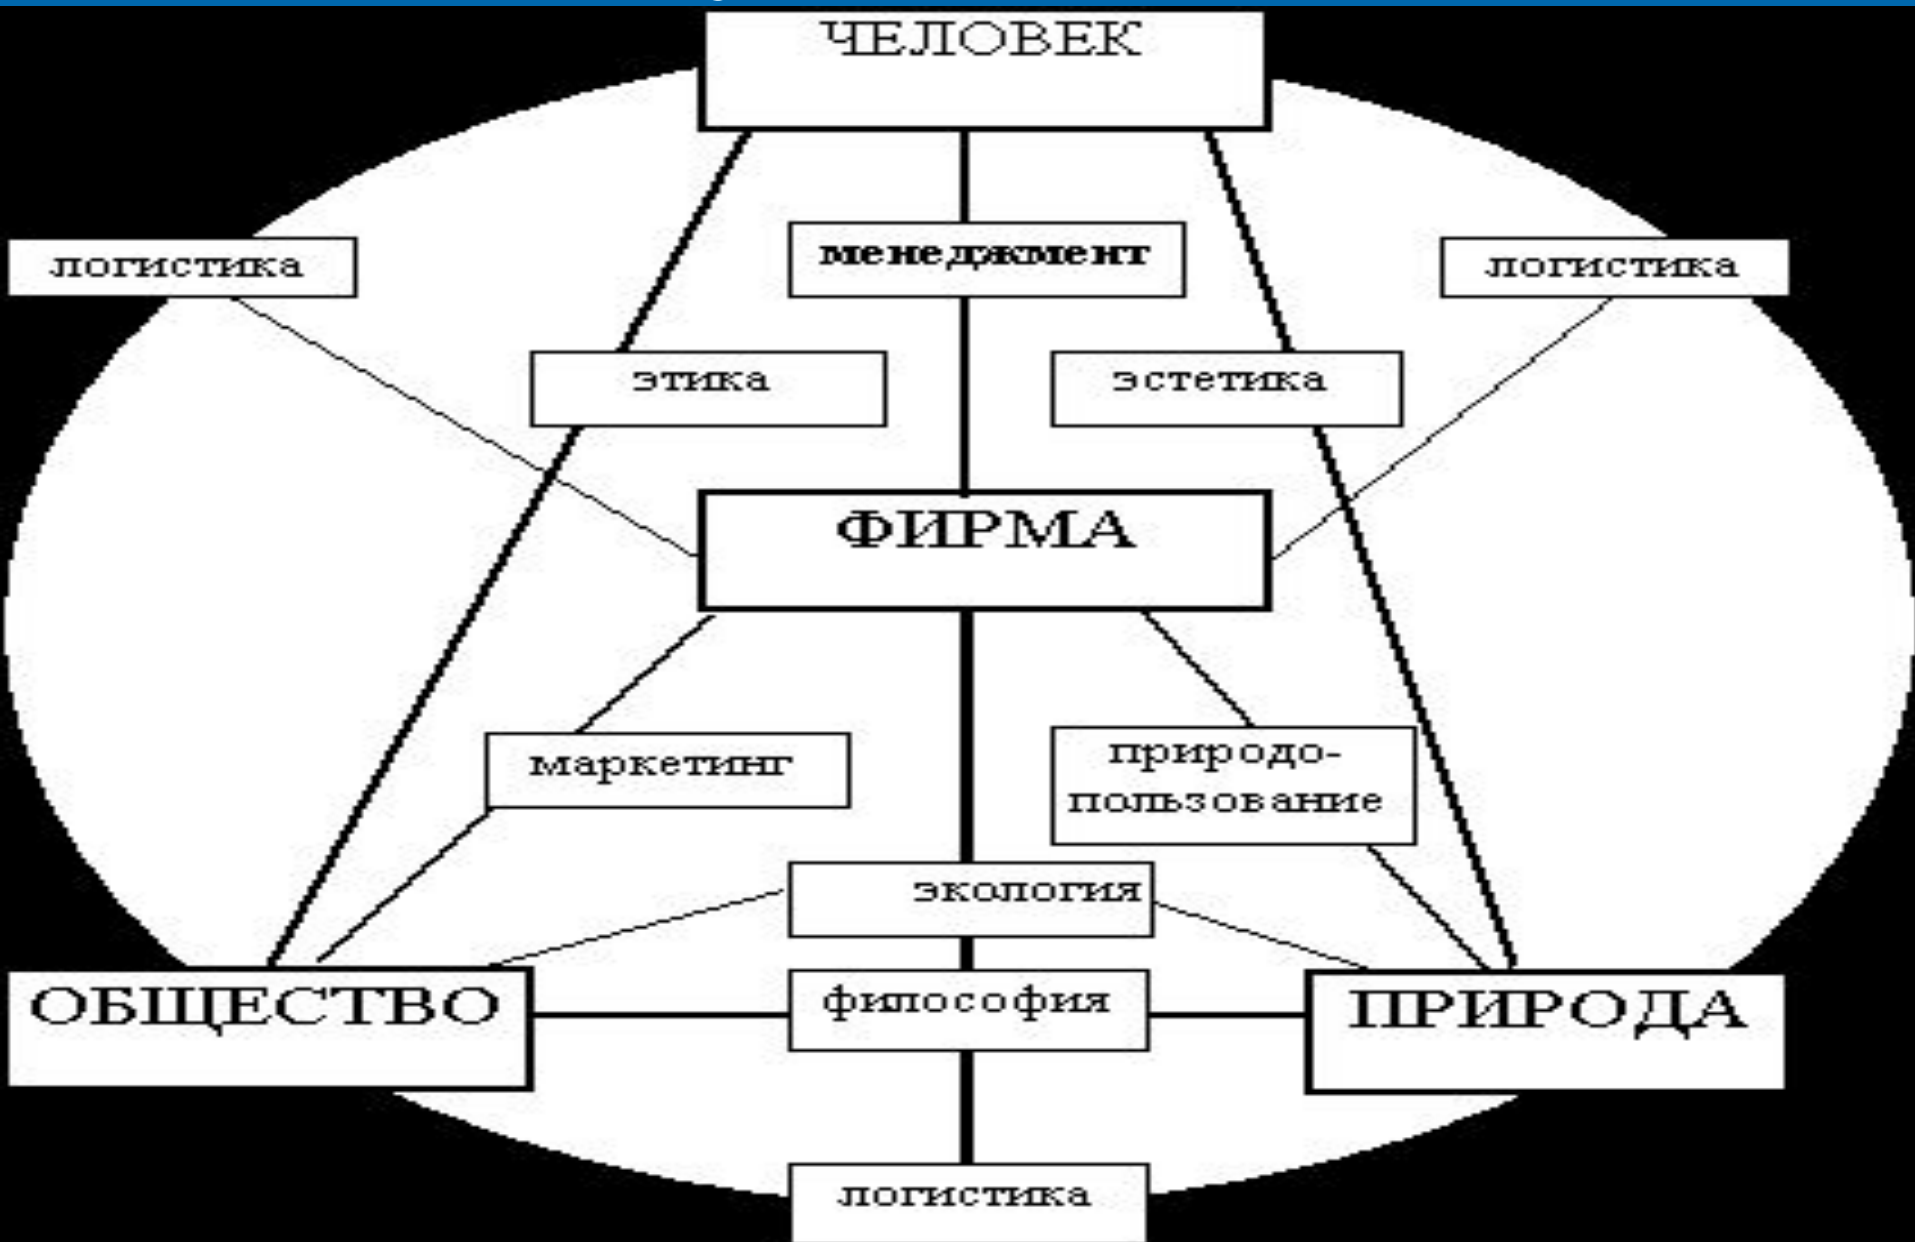 ЧЕЛОВЕК
менеджмент
логистика
логистика
этика
эстетика
ФИРМА
маркетинг
природо-
пользование
экология
ОБЩЕСТВО
философия
ПРИРОДА
логистика